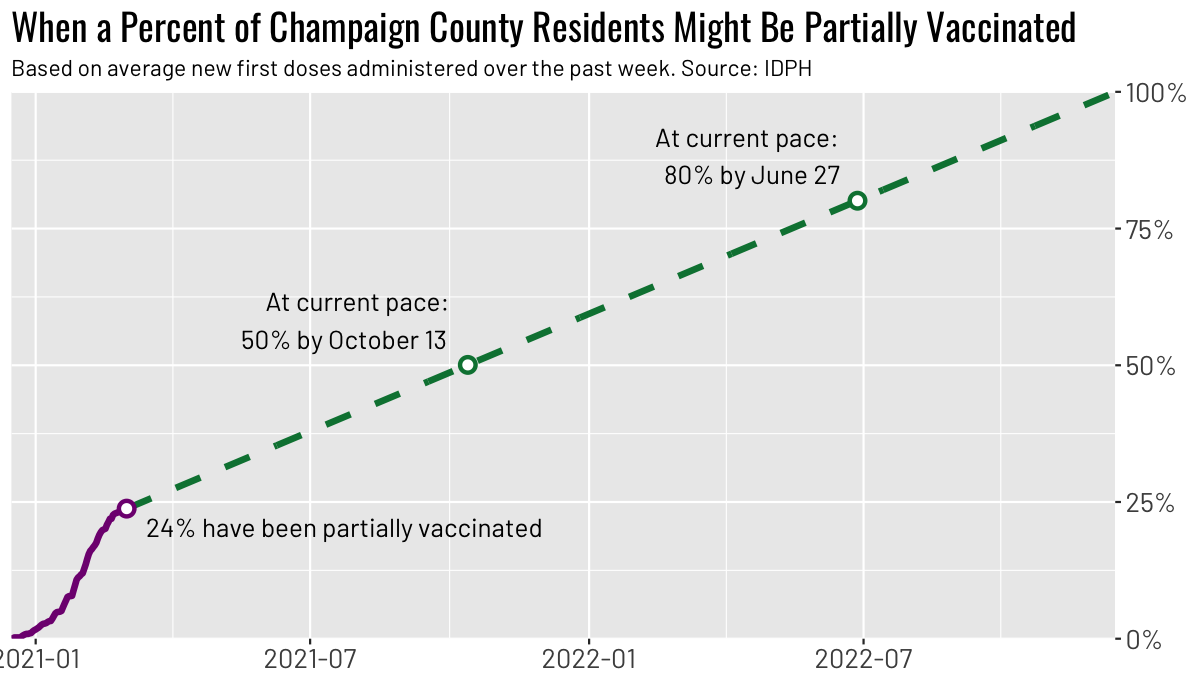 When a Percent of Champaign County Residents Might Be Partially Vaccinated
Based on average new first doses administered over the past week. Source: IDPH
100%
At current pace:
80% by June 27
75%
At current pace:
50% by October 13
50%
25%
24% have been partially vaccinated
0%
2021-01
2021-07
2022-01
2022-07